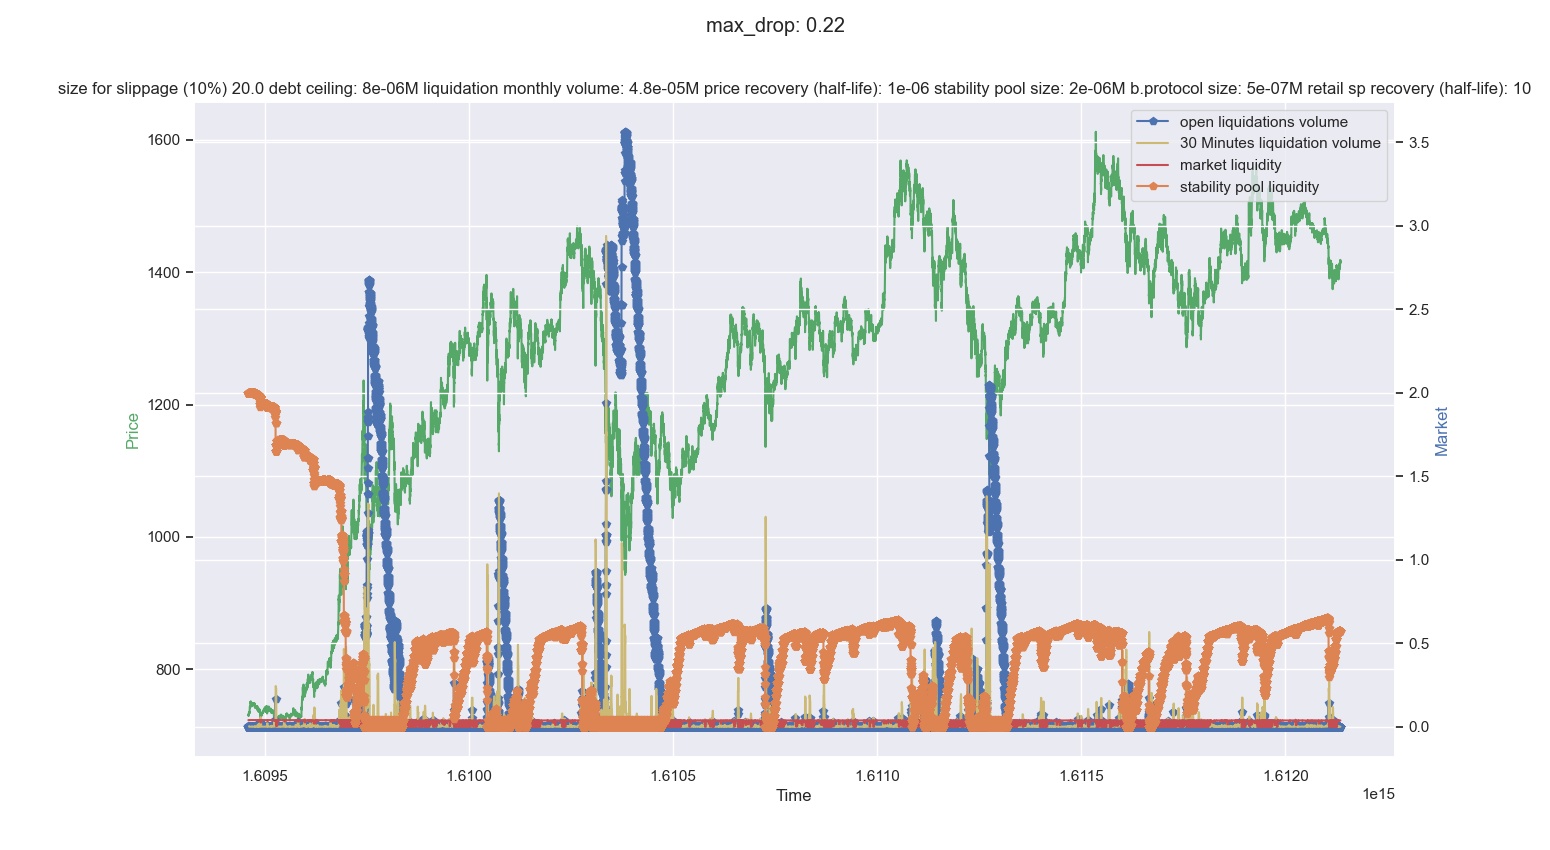 max_drop: 0.22
size for slippage (10%) 20.0 debt ceiling: 8e-06M liquidation monthly volume: 4.8e-05M price recovery (half-life): 1e-06 stability pool size: 2e-06M b.protocol size: 5e-07M retail sp recovery (half-life): 10
open liquidations volume
30 Minutes liquidation volume
market liquidity
stability pool liquidity
1600
1400
1200
1000
800
Price
3.5
3.0
2.5
2.0
1.5
1.0
0.5
0.0
Market
1.6095
1.6100
1.6105
1.6110
1.6115
1.6120
Time
1e15